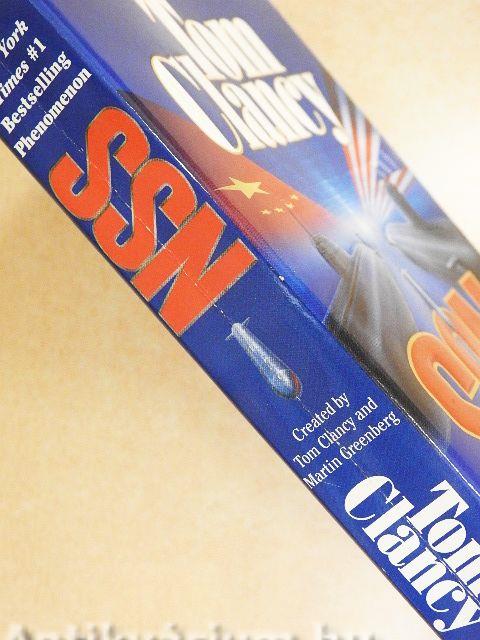 York
Times #1
Bestselling
Phenomenon
SSN
Created by
Tom Clancy and
Martin Greenberg
Tom
Clancy
Tom
Clancy